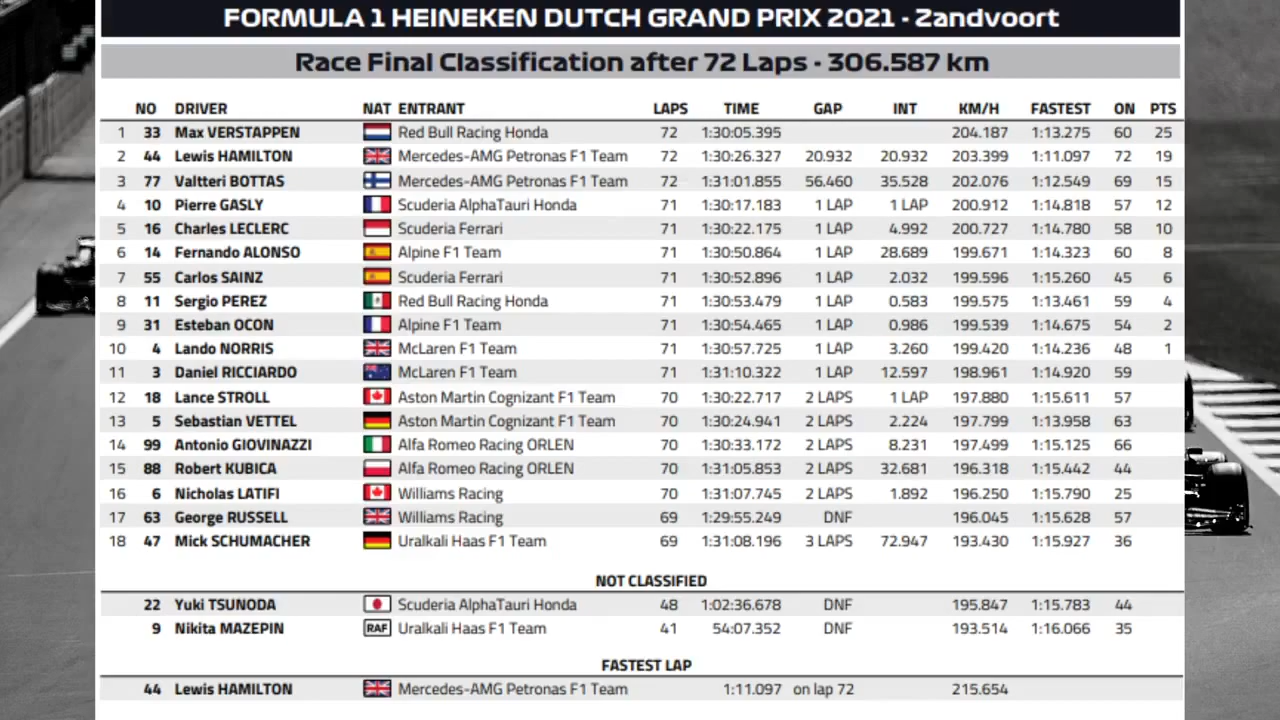 FORMULA 1 HEINEKEN DUTCH GRAND PRIX 2021 - Zandvoort
Race Final Classification after 72 Laps - 306.587 km
NO DRIVER NAT ENTRANT LAPS TIME GAP INT KM/H FASTEST ON PTS
1 33 Max VERSTAPPEN Red Bull Racing Honda 72 1:30:05.395 204.187 1:13.275 60 25
2 44 Lewis HAMILTON Mercedes-AMG Petronas F1 Team 72 1:30:26.327 20.932 20.932 203.399 1:11.097 72 19
3 77 Valtteri BOTTAS Mercedes-AMG Petronas F1 Team 72 1:31:01.855 56.460 35.528 202.076 1:12.549 69 15
4 10 Pierre GASLY Scuderia AlphaTauri Honda 71 1:30:17.183 1 LAP 1 LAP 200.912 1:14.818 57 12
5 16 Charles LECLERC Scuderia Ferrari 71 1:30:22.175 1 LAP 4.992 200.727 1:14.780 58 10
6 14 Fernando ALONSO Alpine F1 Team 71 1:30:50.864 1 LAP 28.689 199.671 1:14.323 60 8
7 55 Carlos SAINZ Scuderia Ferrari 71 1:30:52.896 1 LAP 2.032 199.596 1:15.260 45 6
8 11 Sergio PEREZ Red Bull Racing Honda 71 1:30:53.479 1 LAP 0.583 199.575 1:13.461 59 4
9 31 Esteban OCON Alpine F1 Team 71 1:30:54.465 1 LAP 0.986 199.539 1:14.675 54 2
10 4 Lando NORRIS McLaren F1 Team 71 1:30:57.725 1 LAP 3.260 199.420 1:14.236 48 1
11 3 Daniel RICCIARDO McLaren F1 Team 71 1:31:10.322 1 LAP 12.597 198.961 1:14.920 59
12 18 Lance STROLL Aston Martin Cognizant F1 Team 70 1:30:22.717 2 LAPS 1 LAP 197.880 1:15.611 57
13 5 Sebastian VETTEL Aston Martin Cognizant F1 Team 70 1:30:24.941 2 LAPS 2.224 197.799 1:13.958 63
14 99 Antonio GIOVINAZZI Alfa Romeo Racing ORLEN 70 1:30:33.172 2 LAPS 8.231 197.499 1:15.125 66
15 88 Robert KUBICA Alfa Romeo Racing ORLEN 70 1:31:05.853 2 LAPS 32.681 196.318 1:15.442 44
16 6 Nicholas LATIFI Williams Racing 70 1:31:07.745 2 LAPS 1.892 196.250 1:15.790 25
17 63 George RUSSELL Williams Racing 69 1:29:55.249 DNF 196.045 1:15.628 57
18 47 Mick SCHUMACHER Uralkali Haas F1 Team 69 1:31:08.196 3 LAPS 72.947 193.430 1:15.927 36
NOT CLASSIFIED
22 Yuki TSUNODA Scuderia AlphaTauri Honda 48 1:02:36.678 DNF 195.847 1:15.783 44
9 Nikita MAZEPIN RAF Uralkali Haas F1 Team 41 54:07.352 DNF 193.514 1:16.066 35
FASTEST LAP
44 Lewis HAMILTON Mercedes-AMG Petronas F1 Team 1:11.097 on lap 72 215.654